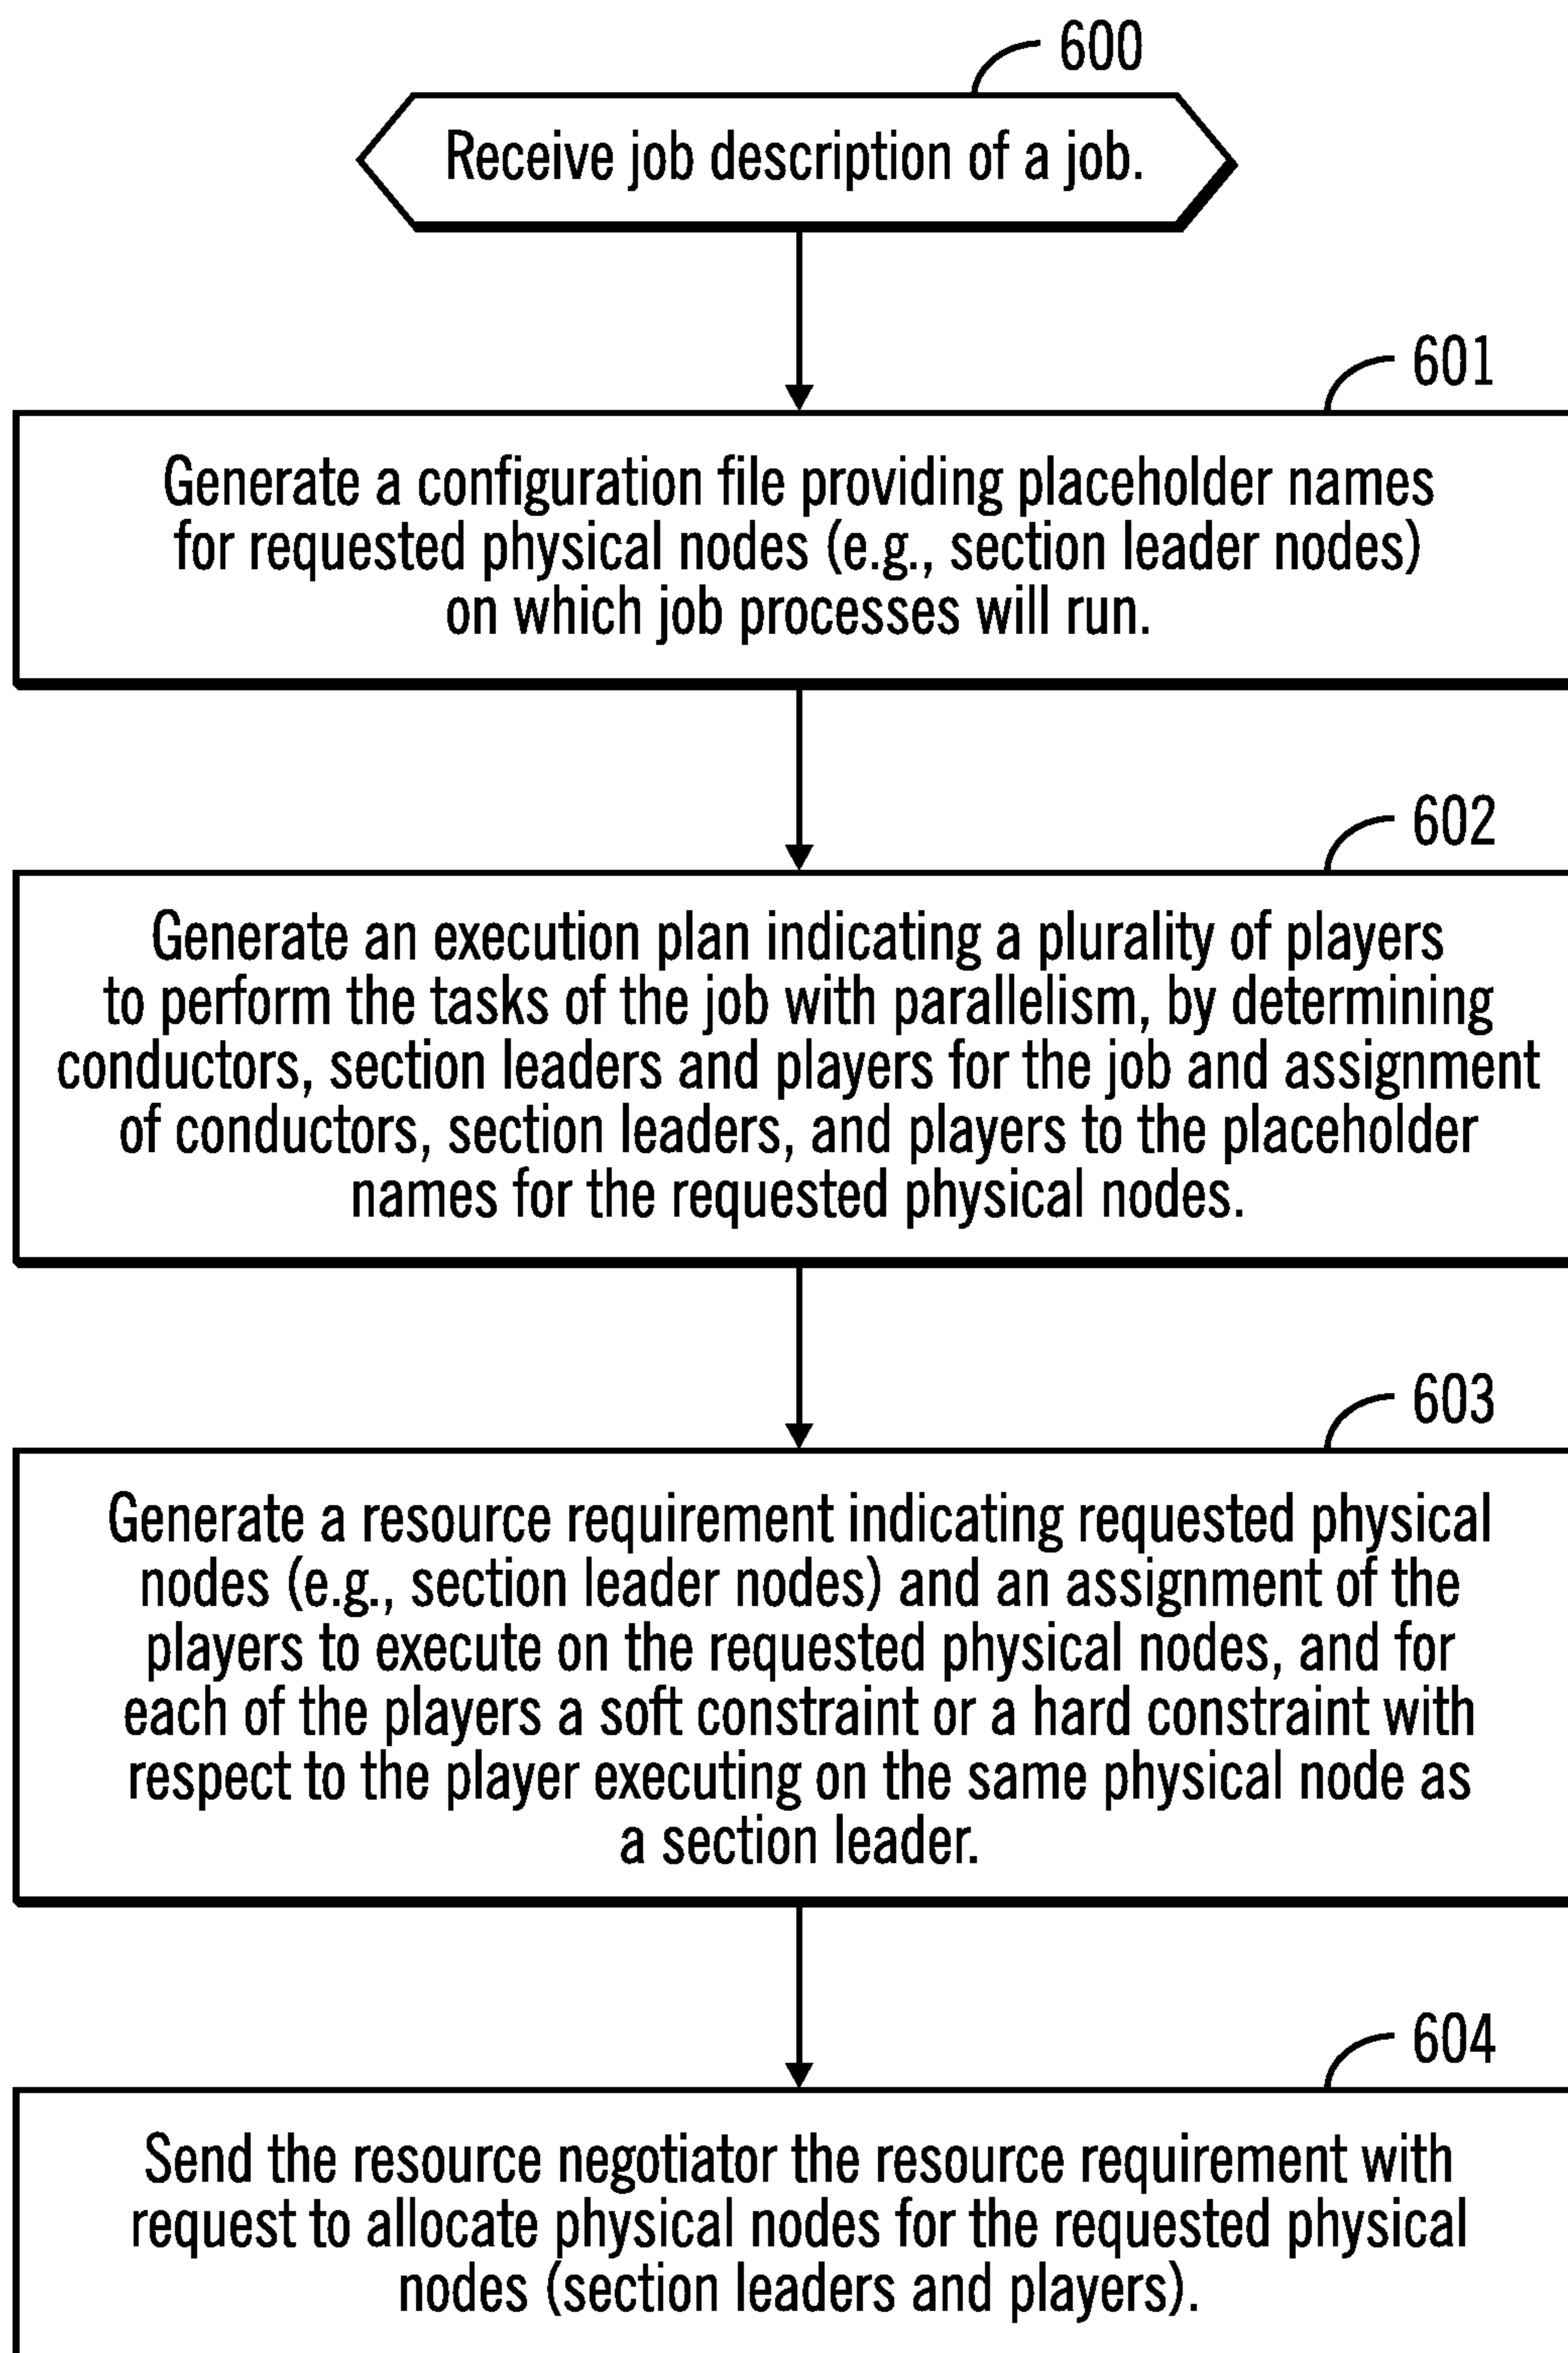 600
Receive job description of a job.
601
Generate a configuration file providing placeholder names
for requested physical nodes (e.g., section leader nodes)
on which job processes will run.
602
Generate an execution plan indicating a plurality of players
to perform the tasks of the job with parallelism, by determining
conductors, section leaders and players for the job and assignment
of conductors, section leaders, and players to the placeholder
names for the requested physical nodes.
603
Generate a resource requirement indicating requested physical
nodes (e.g., section leader nodes) and an assignment of the
players to execute on the requested physical nodes, and for
each of the players a soft constraint or a hard constraint with
respect to the player executing on the same physical node as
a section leader.
604
Send the resource negotiator the resource requirement with
request to allocate physical nodes for the requested physical
nodes (section leaders and players).